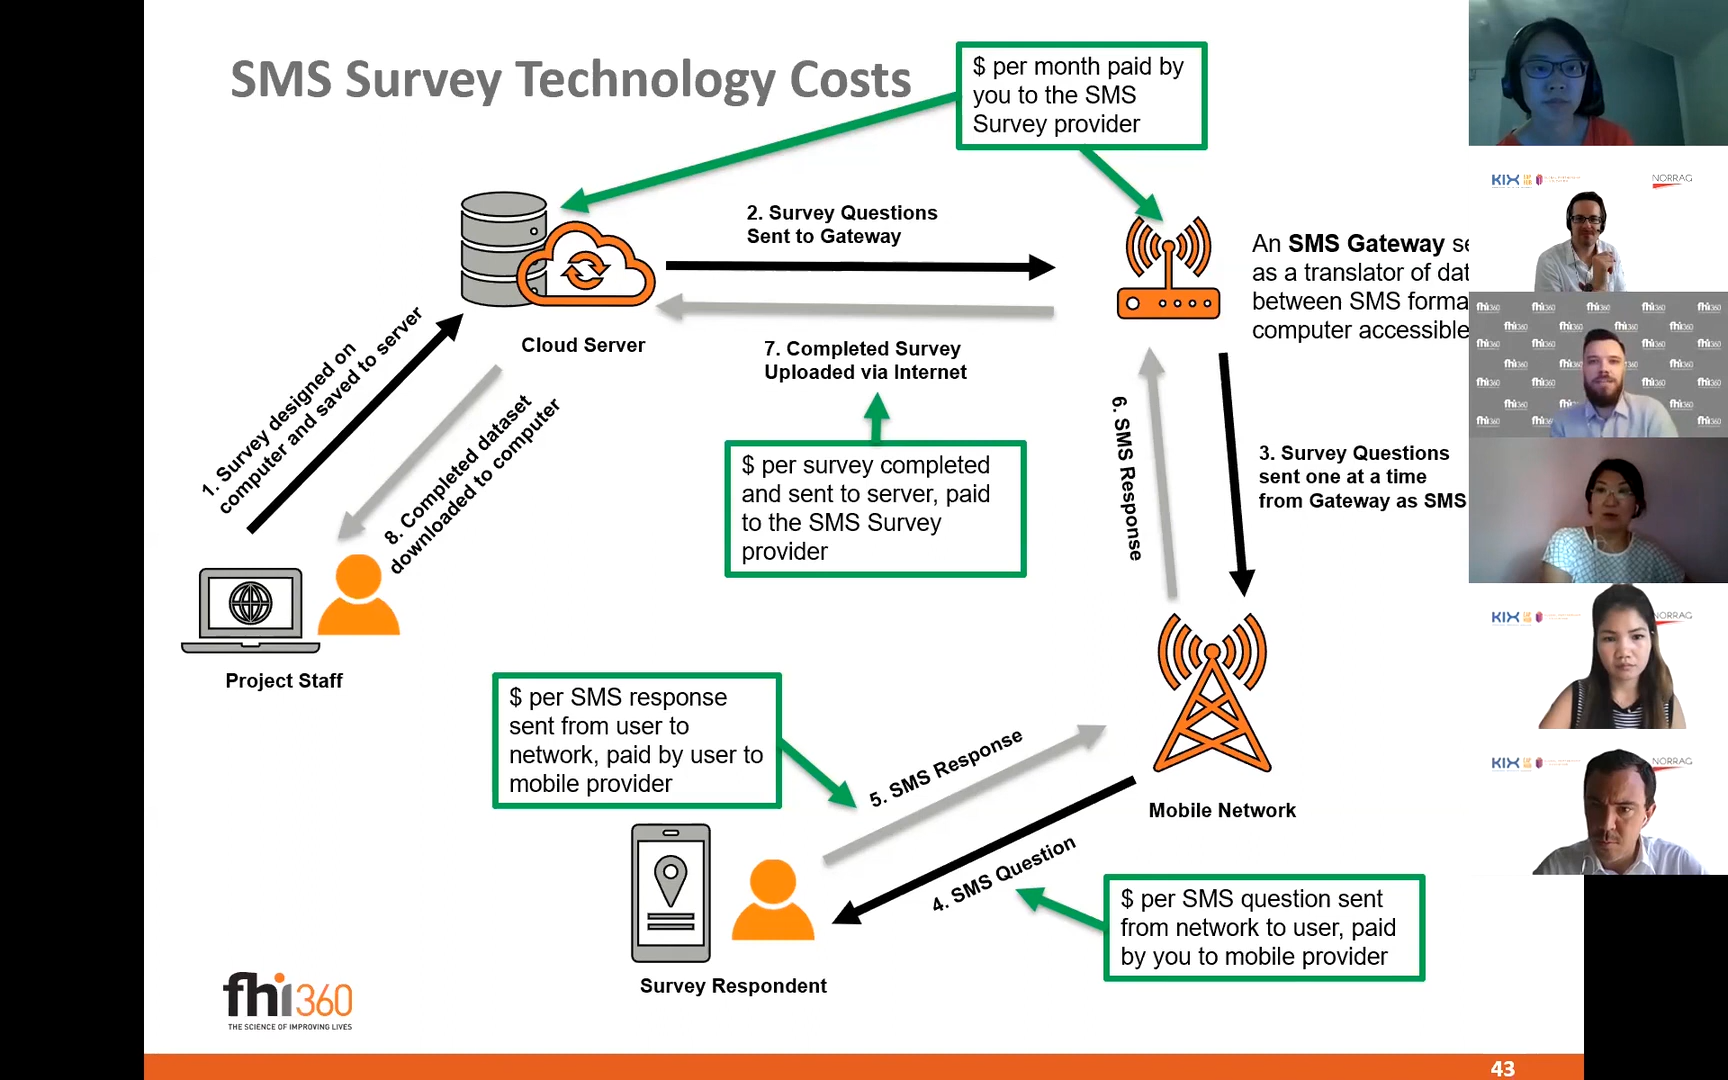 SMS Survey Technology Costs
$ per month paid by
you to the SMS
Survey provider
2. Survey Questions
Sent to Gateway
An SMS Gateway se
as a translator of dat
between SMS forma
computer accessible
Cloud Server
7. Completed Survey
Uploaded via Internet
1. Survey designed on
computer and saved to server
8. Completed dataset
downloaded to computer
$ per survey completed
and sent to server, paid
to the SMS Survey
provider
6. SMS Response
3. Survey Questions
sent one at a time
from Gateway as SMS
Project Staff
$ per SMS response
sent from user to
network, paid by user to
mobile provider
5. SMS Response
Mobile Network
4. SMS Question
$ per SMS question sent
from network to user, paid
by you to mobile provider
Survey Respondent
fhi360
THE SCIENCE OF IMPROVING LIVES
43
KIX
NORRAG
fhi360
KIX
NORRAG
KIX
NORRAG